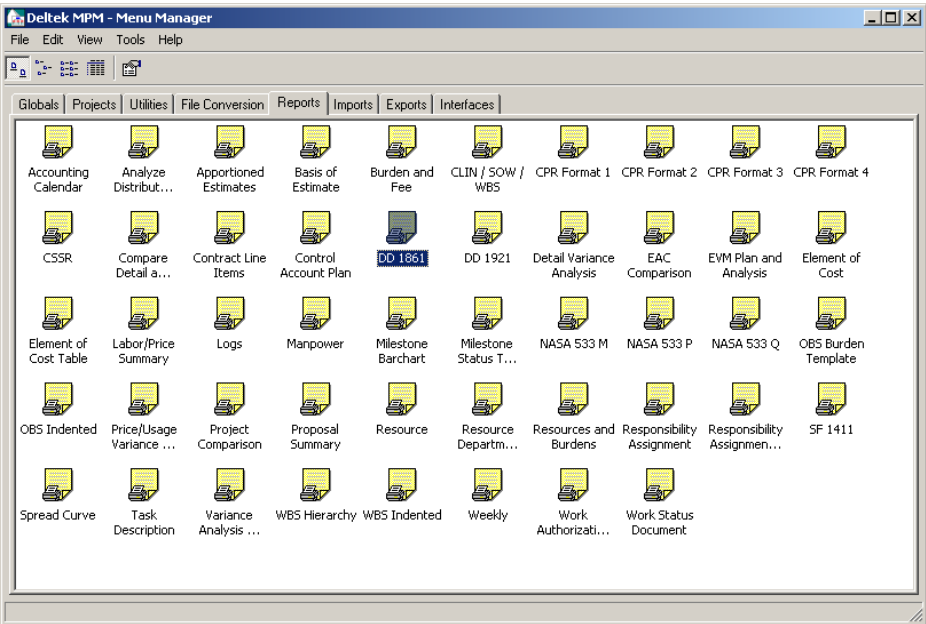 Deltek MPM - Menu Manager
File Edit View Tools Help
Globals Projects Utilities File Conversion Reports Imports Exports Interfaces
Accounting Analyze Apportioned Basis of Burden and CLIN / SOW / CPR Format 1 CPR Format 2 CPR Format 3 CPR Format 4
Calendar Distribut... Estimates Estimate Fee WBS
CSSR Compare Contract Line Control DD 1861 DD 1921 Detail Variance EAC EVM Plan and Element of
Detail a... Items Account Plan Analysis Comparison Analysis Cost
Element of Labor/Price Logs Manpower Milestone Milestone NASA 533 M NASA 533 P NASA 533 Q OBS Burden
Cost Table Summary Barchart Status T... Template
OBS Indented Price/Usage Project Proposal Resource Resource Resources and Responsibility Responsibility SF 1411
Variance ... Comparison Summary Departm... Burdens Assignment Assignmen...
Spread Curve Task Variance WBS Hierarchy WBS Indented Weekly Work Work Status
Description Analysis ... Authorizati... Document